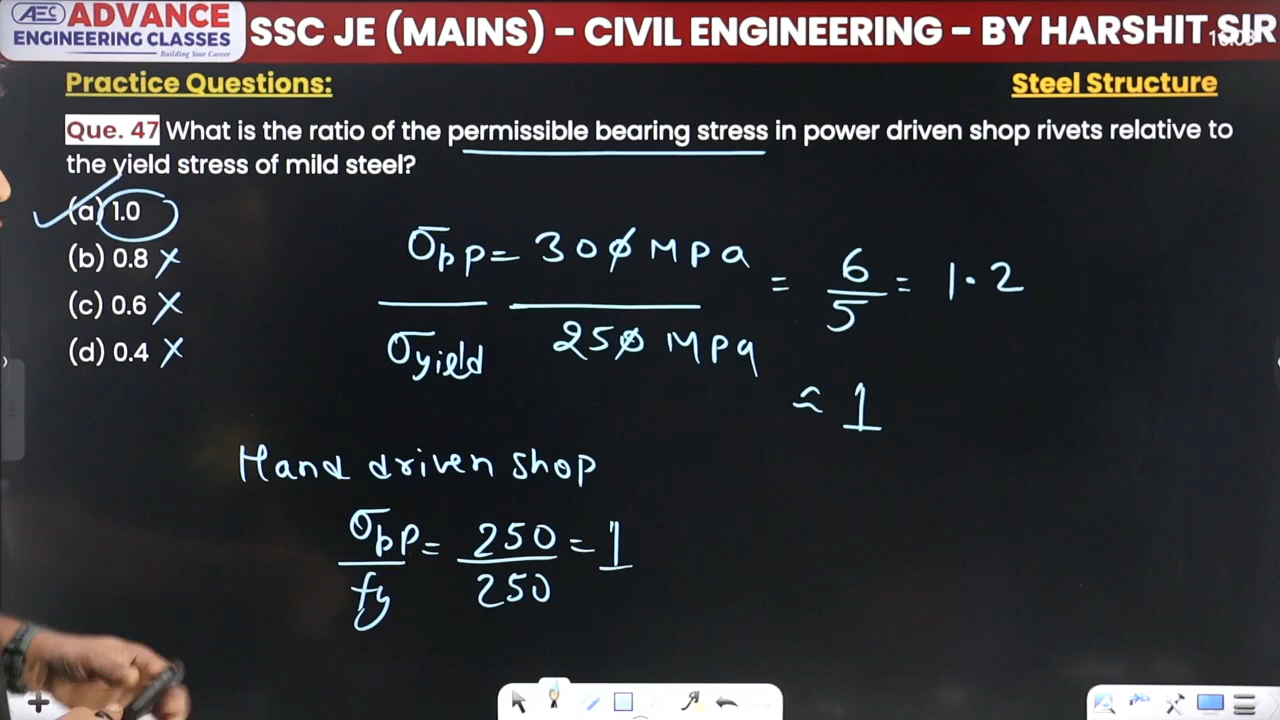 AEC ADVANCE
ENGINEERING CLASSES
Building Your Career
SSC JE (MAINS) - CIVIL ENGINEERING - BY HARSHIT SIR
Practice Questions:
Steel Structure
Que. 47 What is the ratio of the permissible bearing stress in power driven shop rivets relative to
the yield stress of mild steel?
(a) 1.0
(b) 0.8 x
(c) 0.6 x
(d) 0.4 x
σbp = 300 MPa
σyield 250 MPa
= 6/5 = 1.2
≈ 1
Hand driven shop
σbp = 250 = 1
fy 250